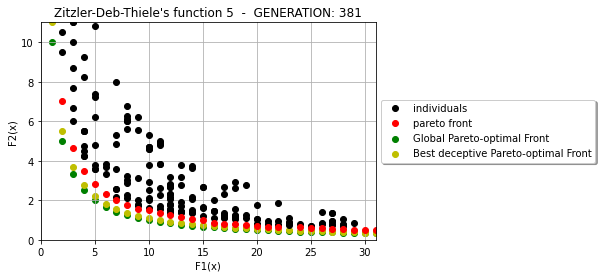 Zitzler-Deb-Thiele's function 5 - GENERATION: 381
10
8
6
4
2
0
F2(x)
0 5 10 15 20 25 30
F1(x)
individuals
pareto front
Global Pareto-optimal Front
Best deceptive Pareto-optimal Front